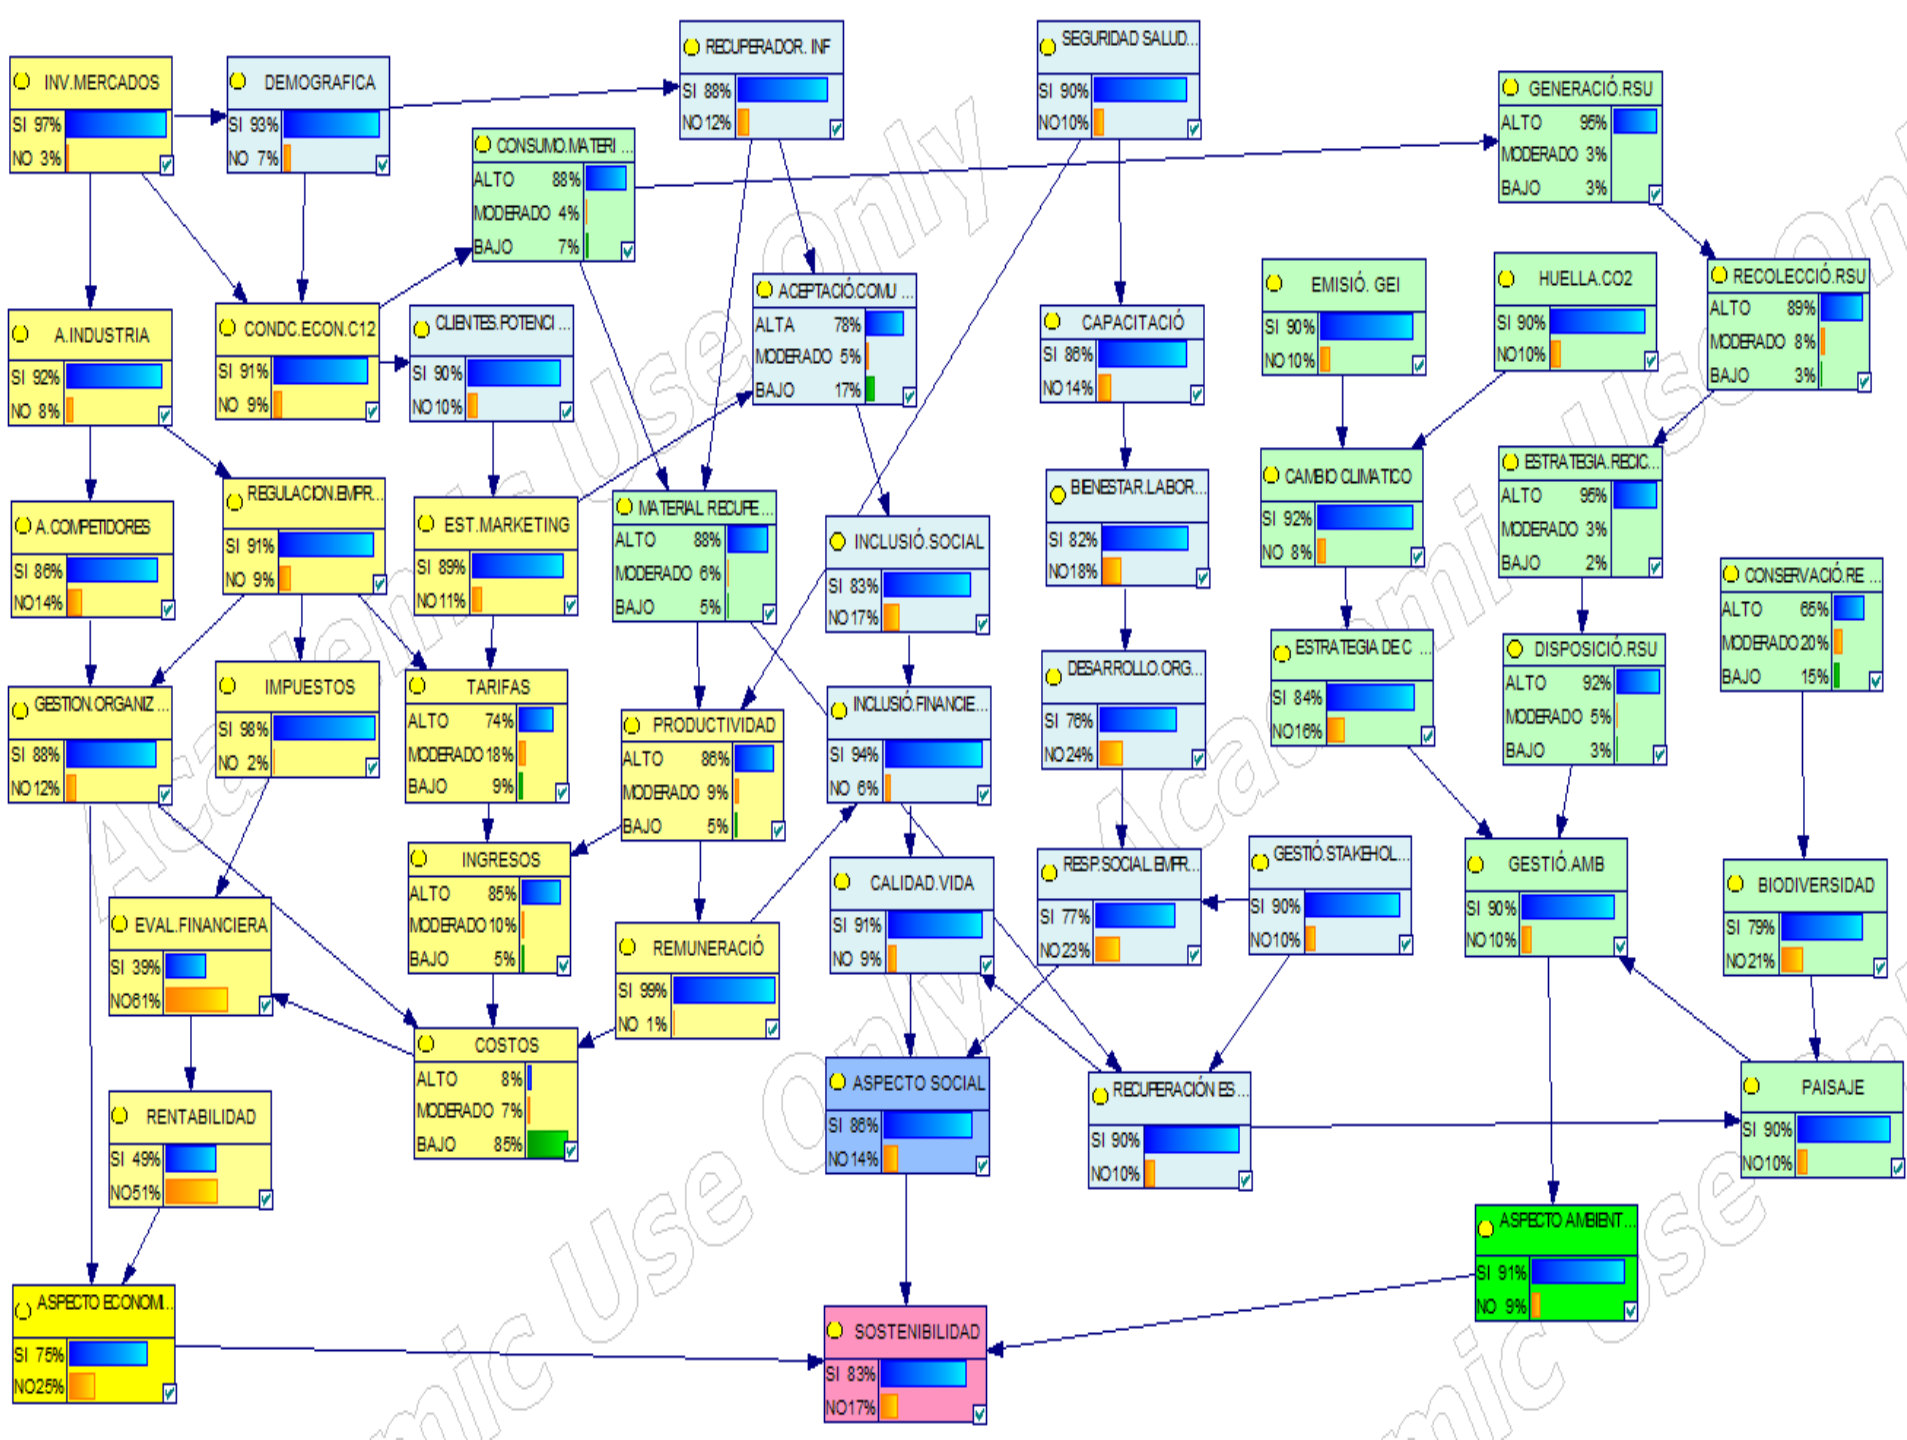 INV.MERCADOS
SI 97%
NO 3%
DEMOGRAFICA
SI 93%
NO 7%
RECUPERADOR. INF
SI 88%
NO 12%
SEGURIDAD SALUD...
SI 90%
NO 10%
GENERACIÓ.RSU
ALTO 95%
MODERADO 3%
BAJO 3%
CONSUMO.MATERI ...
ALTO 88%
MODERADO 4%
BAJO 7%
A.INDUSTRIA
SI 92%
NO 8%
CONDC.ECON.C12
SI 91%
NO 9%
CLIENTES.POTENCI ...
SI 90%
NO 10%
ACEPTACIÓ.COMU ...
ALTA 78%
MODERADO 5%
BAJO 17%
CAPACITACIÓ
SI 86%
NO 14%
EMISIÓ. GEI
SI 90%
NO 10%
HUELLA.CO2
SI 90%
NO 10%
RECOLECCIÓ.RSU
ALTO 89%
MODERADO 8%
BAJO 3%
A.COMPETIDORES
SI 86%
NO 14%
REGULACION.EMPR...
SI 91%
NO 9%
EST.MARKETING
SI 89%
NO 11%
MATERIAL RECUPE ...
ALTO 88%
MODERADO 6%
BAJO 5%
INCLUSIÓ.SOCIAL
SI 83%
NO 17%
BIENESTAR.LABOR...
SI 82%
NO 18%
CAMBIO CLIMATICO
SI 92%
NO 8%
ESTRATEGIA.RECIC...
ALTO 95%
MODERADO 3%
BAJO 2%
CONSERVACIÓ.RE ...
ALTO 65%
MODERADO 20%
BAJO 15%
GESTION.ORGANIZ ...
SI 88%
NO 12%
IMPUESTOS
SI 98%
NO 2%
TARIFAS
ALTO 74%
MODERADO 18%
BAJO 9%
PRODUCTIVIDAD
ALTO 86%
MODERADO 9%
BAJO 5%
INCLUSIÓ.FINANCIE...
SI 94%
NO 6%
DESARROLLO.ORG...
SI 76%
NO 24%
ESTRATEGIA DE C ...
SI 84%
NO 16%
DISPOSICIÓ.RSU
ALTO 92%
MODERADO 5%
BAJO 3%
EVAL.FINANCIERA
SI 39%
NO 61%
INGRESOS
ALTO 85%
MODERADO 10%
BAJO 5%
REMUNERACIÓ
SI 99%
NO 1%
CALIDAD.VIDA
SI 91%
NO 9%
RESP.SOCIAL.EMPR...
SI 77%
NO 23%
GESTIÓ.STAKEHOL...
SI 90%
NO 10%
GESTIÓ.AMB
SI 90%
NO 10%
BIODIVERSIDAD
SI 79%
NO 21%
RENTABILIDAD
SI 49%
NO 51%
COSTOS
ALTO 8%
MODERADO 7%
BAJO 85%
ASPECTO SOCIAL
SI 86%
NO 14%
RECUPERACIÓN ES ...
SI 90%
NO 10%
PAISAJE
SI 90%
NO 10%
ASPECTO ECONOMI...
SI 75%
NO 25%
SOSTENIBILIDAD
SI 83%
NO 17%
ASPECTO AMBIENT...
SI 91%
NO 9%
Academic Use Only
Academic Use Only